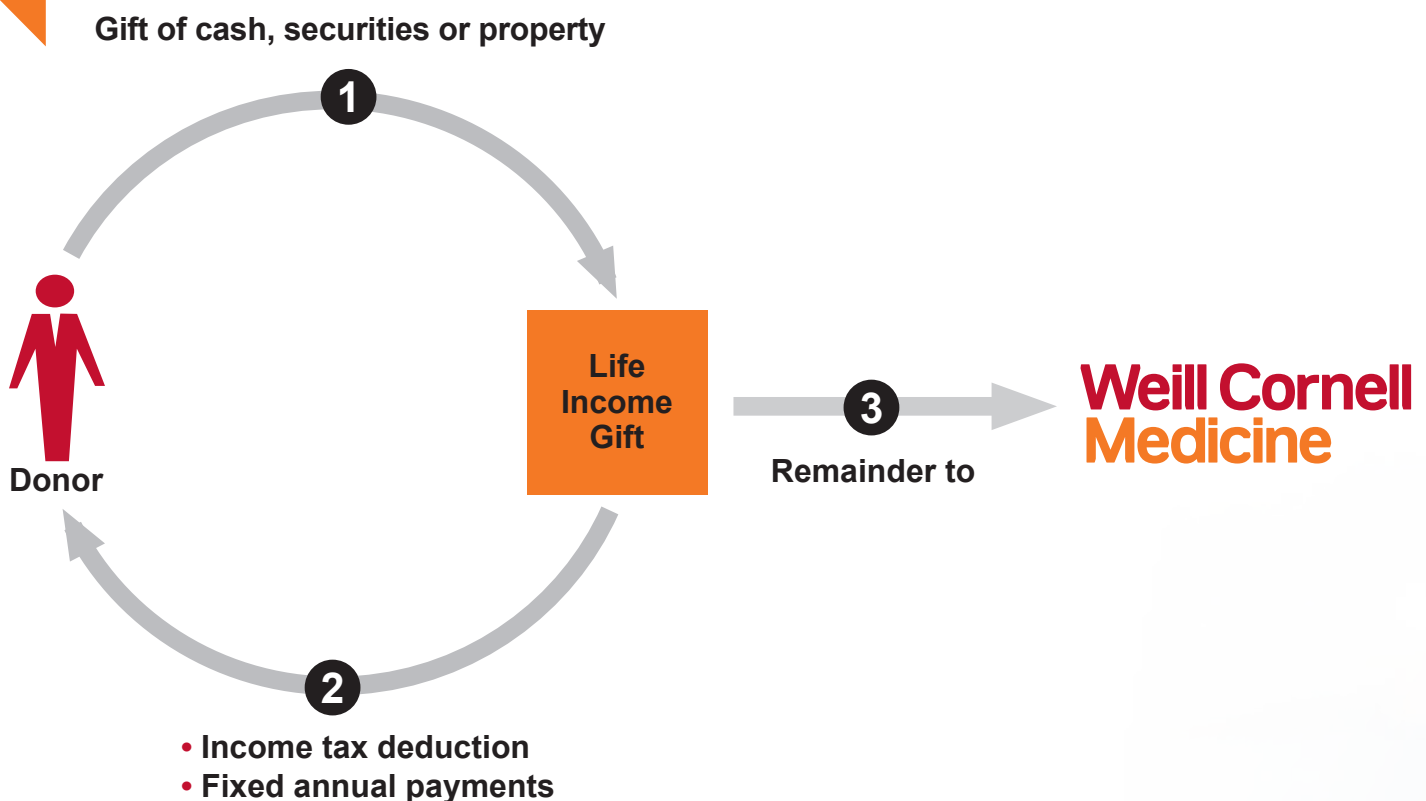 Gift of cash, securities or property
1
Life
Income
Gift
3
Weill Cornell
Medicine
Remainder to
Donor
2
• Income tax deduction
• Fixed annual payments